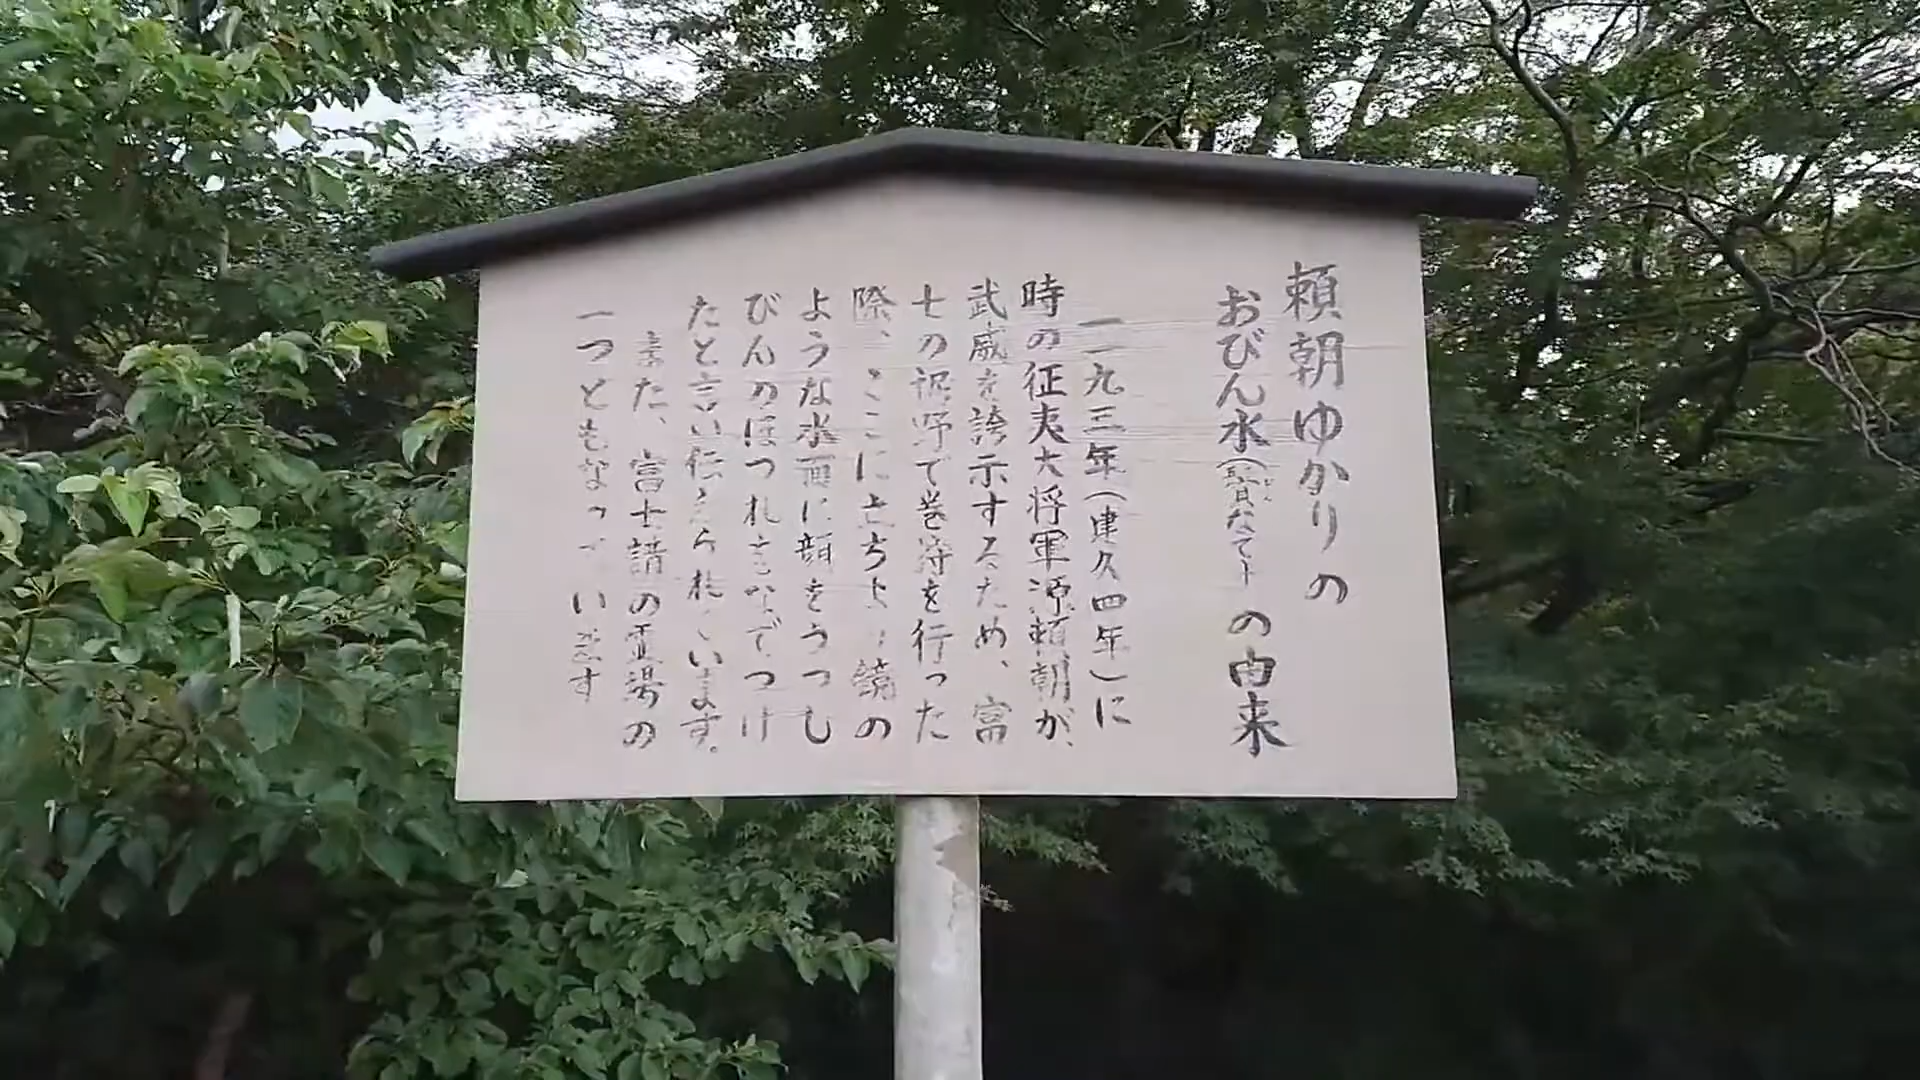 頼朝ゆかりの
おびん水(鬢なで)の由来
一一九三年(建久四年)に
時の征夷大将軍源頼朝が、
武威を誇示するため、富
士の裾野で巻狩を行った
際、ここに立ちより鏡の
ような水面に顔をうつし
びんのほつれをなでつけ
たと言い伝えられています。
また、富士講の霊場の
一つともなっています